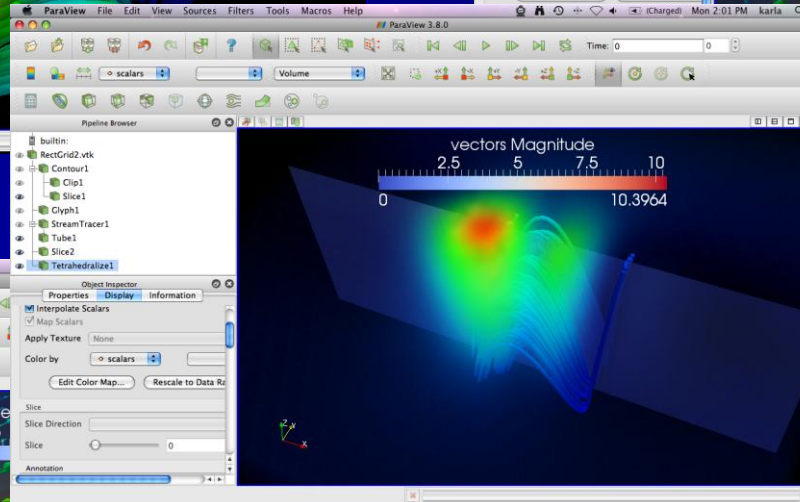 ParaView File Edit View Sources Filters Tools Macros Help (Charged) Mon 2:01 PM karla
ParaView 3.8.0
? Time: 0 0
scalars Volume +X -X +Y -Y +Z -Z
Pipeline Browser
builtin:
RectGrid2.vtk
Contour1
Clip1
Slice1
Glyph1
StreamTracer1
Tube1
Slice2
Tetrahedralize1
Object Inspector
Properties Display Information
Interpolate Scalars
Map Scalars
Apply Texture None
Color by scalars
Edit Color Map... Rescale to Data Ra
Slice
Slice Direction
Slice 0
Annotation
vectors Magnitude
2.5 5 7.5 10
0 10.3964
Z Y
X